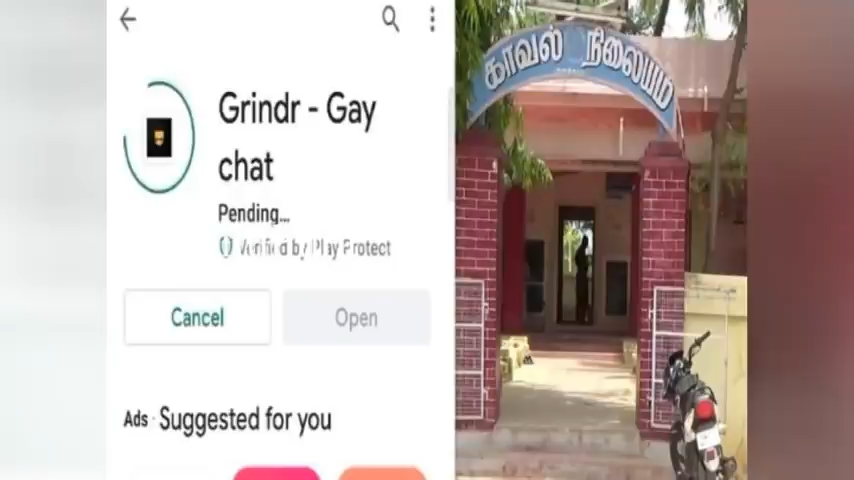 Grindr - Gay
chat
Pending...
Verified by Play Protect
Cancel
Open
Ads · Suggested for you
காவல் நிலையம்